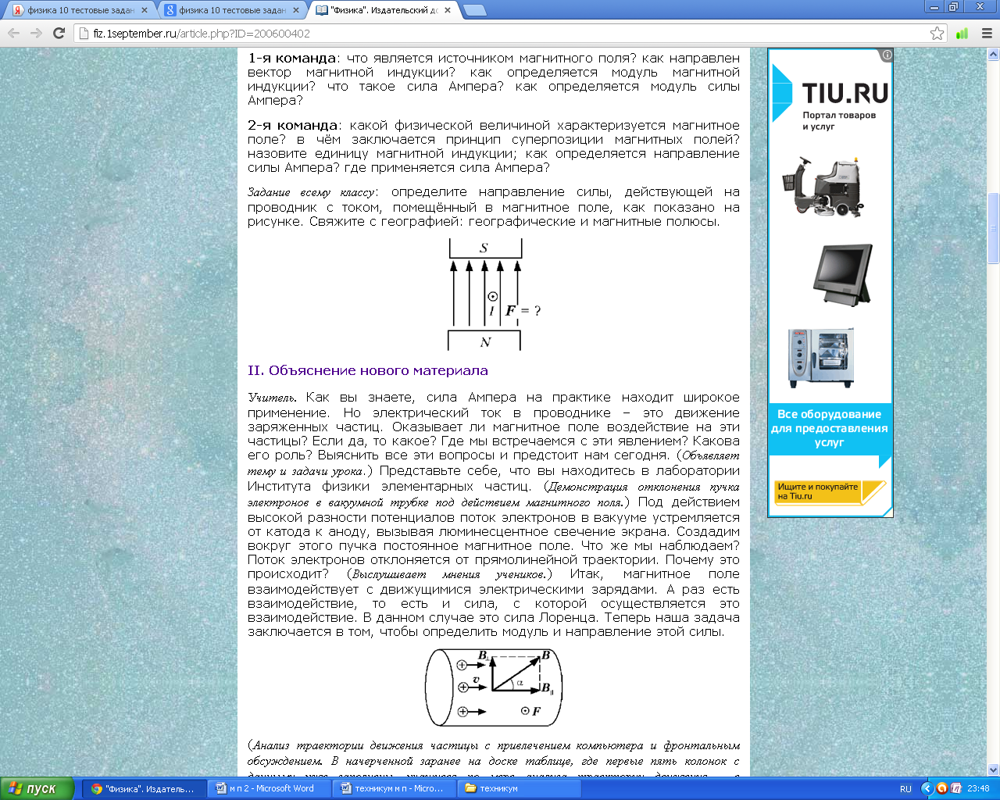 физика 10 тестовые задан
физика 10 тестовые задан
"Физика". Издательский до
fiz.1september.ru/article.php?ID=200600402
1-я команда: что является источником магнитного поля? как направлен
вектор магнитной индукции? как определяется модуль магнитной
индукции? что такое сила Ампера? как определяется модуль силы
Ампера?
2-я команда: какой физической величиной характеризуется магнитное
поле? в чём заключается принцип суперпозиции магнитных полей?
назовите единицу магнитной индукции; как определяется направление
силы Ампера? где применяется сила Ампера?
Задание всему классу: определите направление силы, действующей на
проводник с током, помещённый в магнитное поле, как показано на
рисунке. Свяжите с географией: географические и магнитные полюсы.
S
I F = ?
N
II. Объяснение нового материала
Учитель. Как вы знаете, сила Ампера на практике находит широкое
применение. Но электрический ток в проводнике – это движение
заряженных частиц. Оказывает ли магнитное поле воздействие на эти
частицы? Если да, то какое? Где мы встречаемся с эти явлением? Какова
его роль? Выяснить все эти вопросы и предстоит нам сегодня. (Объявляет
тему и задачи урока.) Представьте себе, что вы находитесь в лаборатории
Института физики элементарных частиц. (Демонстрация отклонения пучка
электронов в вакуумной трубке под действием магнитного поля.) Под действием
высокой разности потенциалов поток электронов в вакууме устремляется
от катода к аноду, вызывая люминесцентное свечение экрана. Создадим
вокруг этого пучка постоянное магнитное поле. Что же мы наблюдаем?
Поток электронов отклоняется от прямолинейной траектории. Почему это
происходит? (Выслушивает мнения учеников.) Итак, магнитное поле
взаимодействует с движущимися электрическими зарядами. А раз есть
взаимодействие, то есть и сила, с которой осуществляется это
взаимодействие. В данном случае это сила Лоренца. Теперь наша задача
заключается в том, чтобы определить модуль и направление этой силы.
B⊥ B
v α B∥
F
(Анализ траектории движения частицы с привлечением компьютера и фронтальным
обсуждением. В начерченной заранее на доске таблице, где первые пять колонок с
TIU.RU
Портал товаров
и услуг
Все оборудование
для предоставления
услуг
Ищите и покупайте
на Tiu.ru
пуск
"Физика". Издатель...
м п 2 - Microsoft Word
техникум м п - Micro...
техникум
RU
23:48